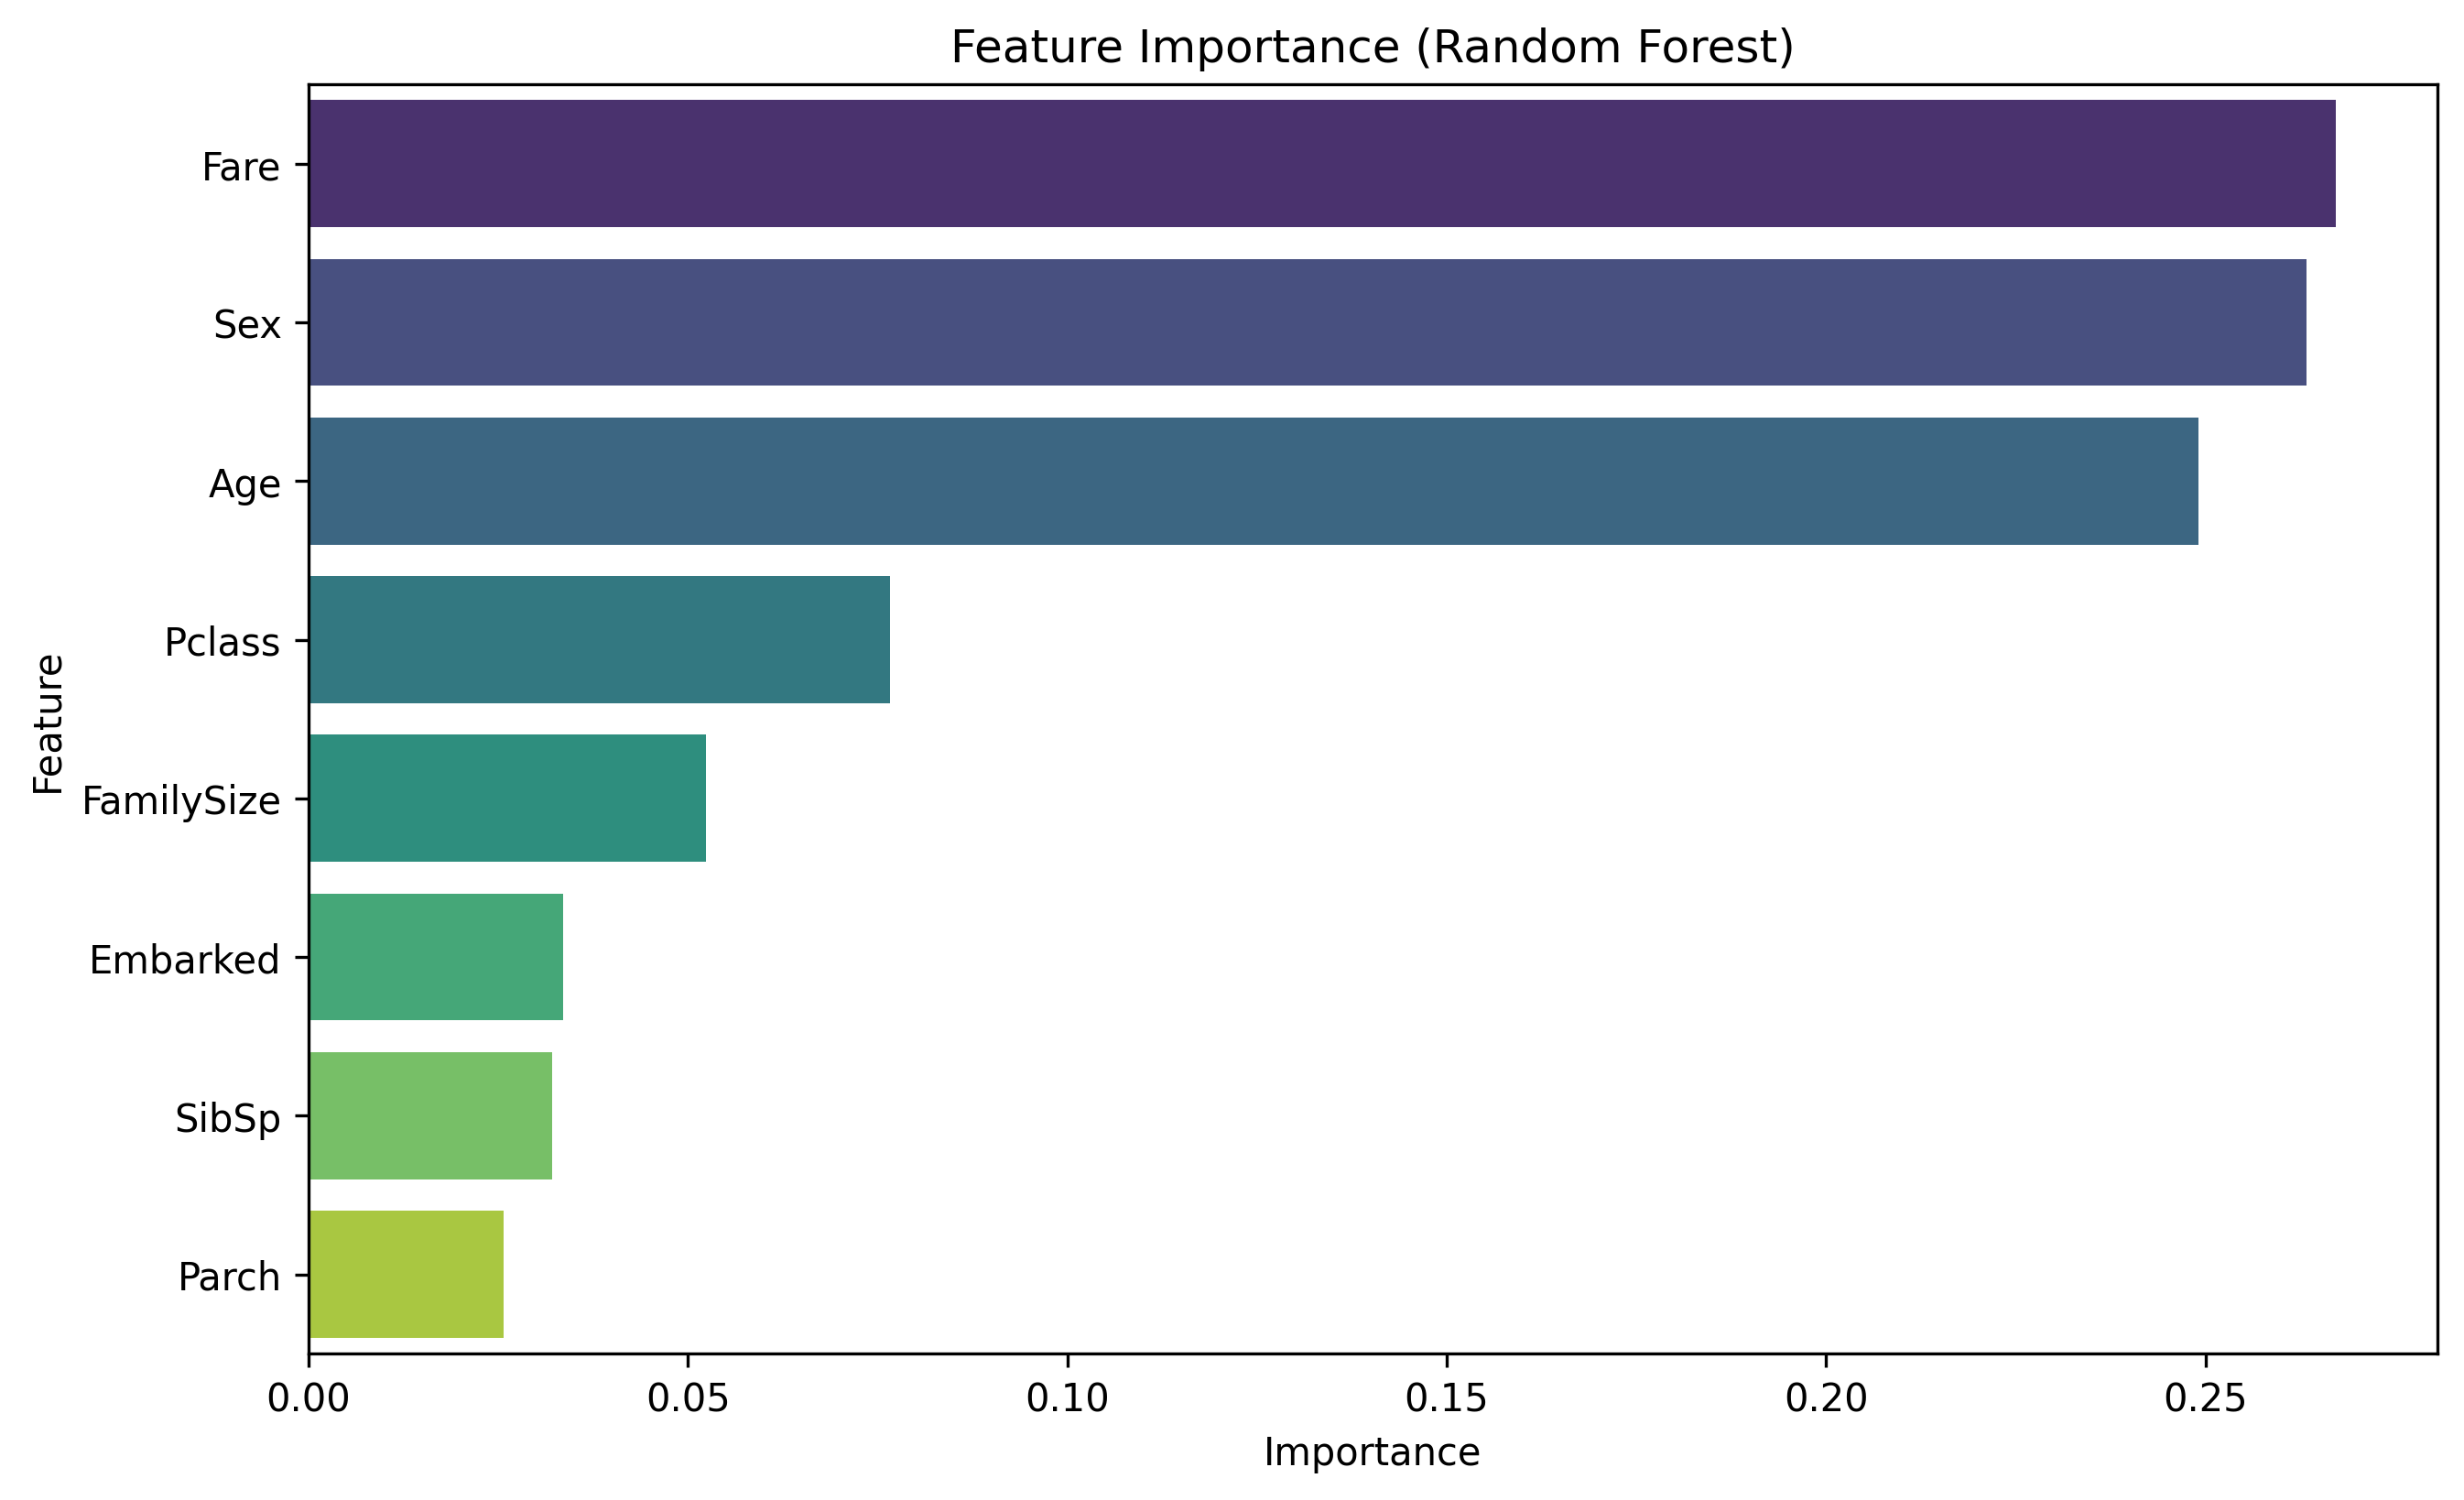 Feature Importance (Random Forest)
Fare
Sex
Age
Pclass
FamilySize
Embarked
SibSp
Parch
Feature
0.00 0.05 0.10 0.15 0.20 0.25
Importance